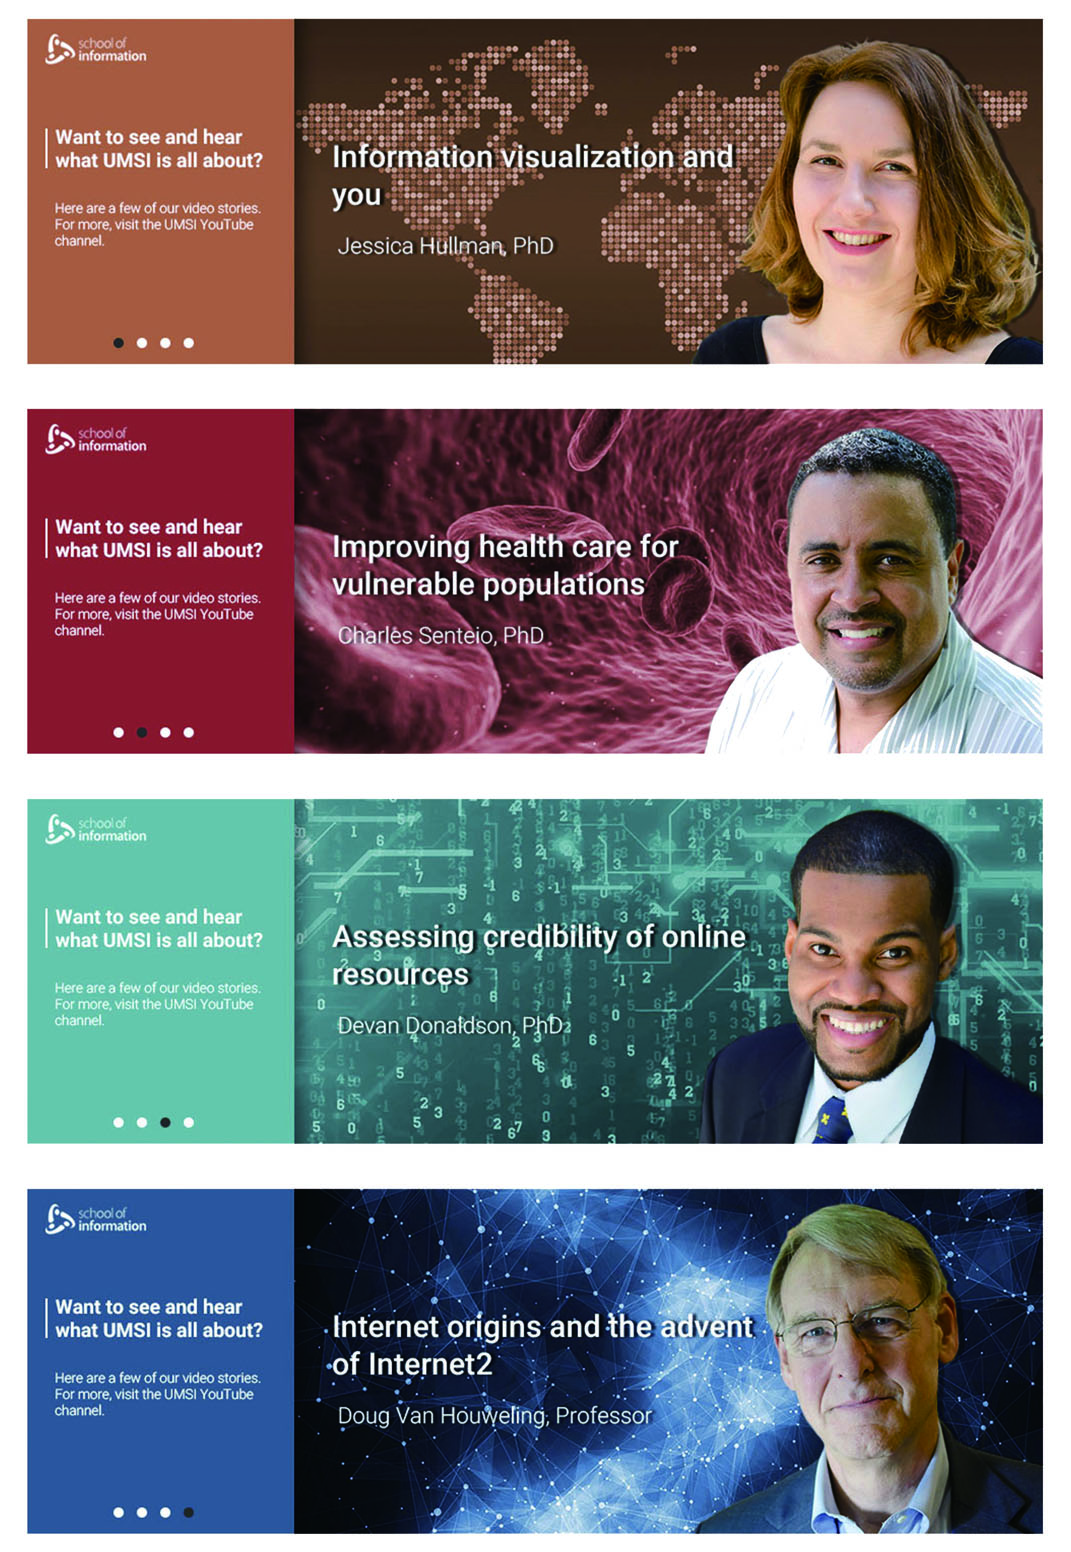 school of
information
Want to see and hear
what UMSI is all about?
Here are a few of our video stories.
For more, visit the UMSI YouTube
channel.
Information visualization and
you
Jessica Hullman, PhD
school of
information
Want to see and hear
what UMSI is all about?
Here are a few of our video stories.
For more, visit the UMSI YouTube
channel.
Improving health care for
vulnerable populations
Charles Senteio, PhD
school of
information
Want to see and hear
what UMSI is all about?
Here are a few of our video stories.
For more, visit the UMSI YouTube
channel.
Assessing credibility of online
resources
Devan Donaldson, PhD
school of
information
Want to see and hear
what UMSI is all about?
Here are a few of our video stories.
For more, visit the UMSI YouTube
channel.
Internet origins and the advent
of Internet2
Doug Van Houweling, Professor